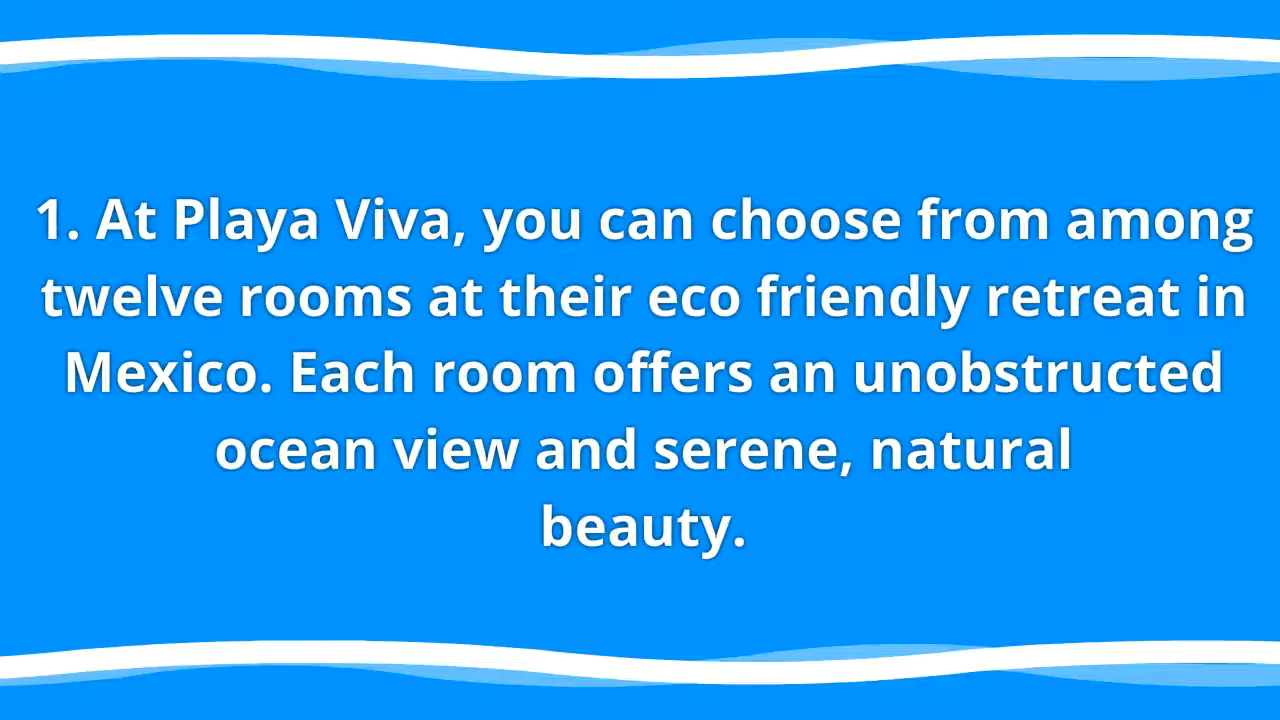 1. At Playa Viva, you can choose from among
twelve rooms at their eco friendly retreat in
Mexico. Each room offers an unobstructed
ocean view and serene, natural
beauty.